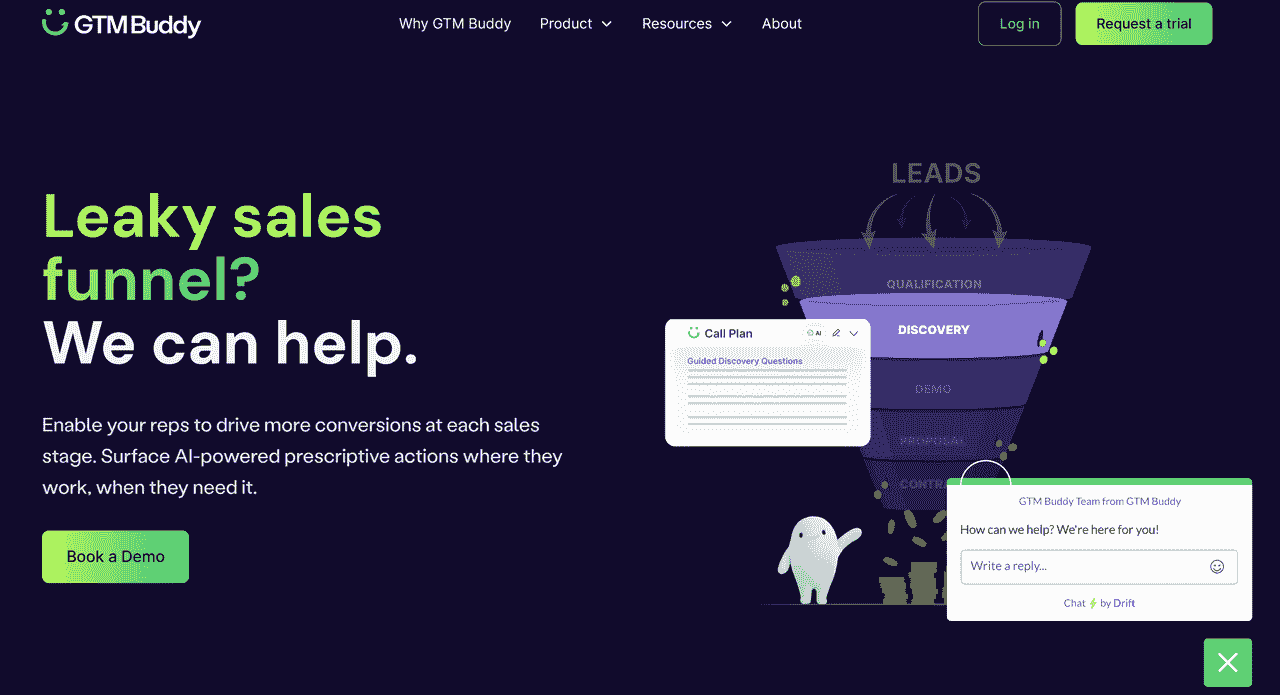 GTM Buddy
Why GTM Buddy
Product
Resources
About
Log in
Request a trial
Leaky sales
funnel?
We can help.
Enable your reps to drive more conversions at each sales
stage. Surface AI-powered prescriptive actions where they
work, when they need it.
Book a Demo
LEADS
QUALIFICATION
DISCOVERY
Call Plan
AI
Guided Discovery Questions
DEMO
PROPOSAL
GTM Buddy Team from GTM Buddy
How can we help? We're here for you!
Write a reply...
Chat by Drift